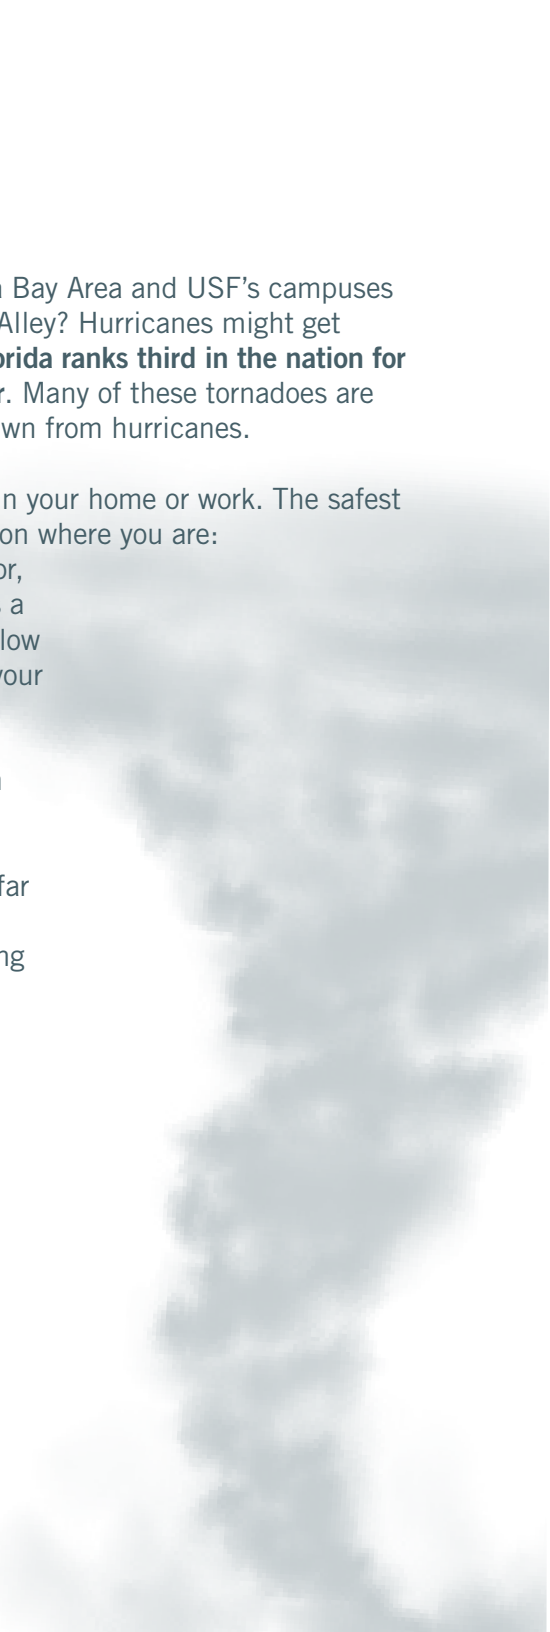 Bay Area and USF’s campuses
Alley? Hurricanes might get
orida ranks third in the nation for
r. Many of these tornadoes are
wn from hurricanes.
n your home or work. The safest
on where you are:
or,
a
low
your
far
ng